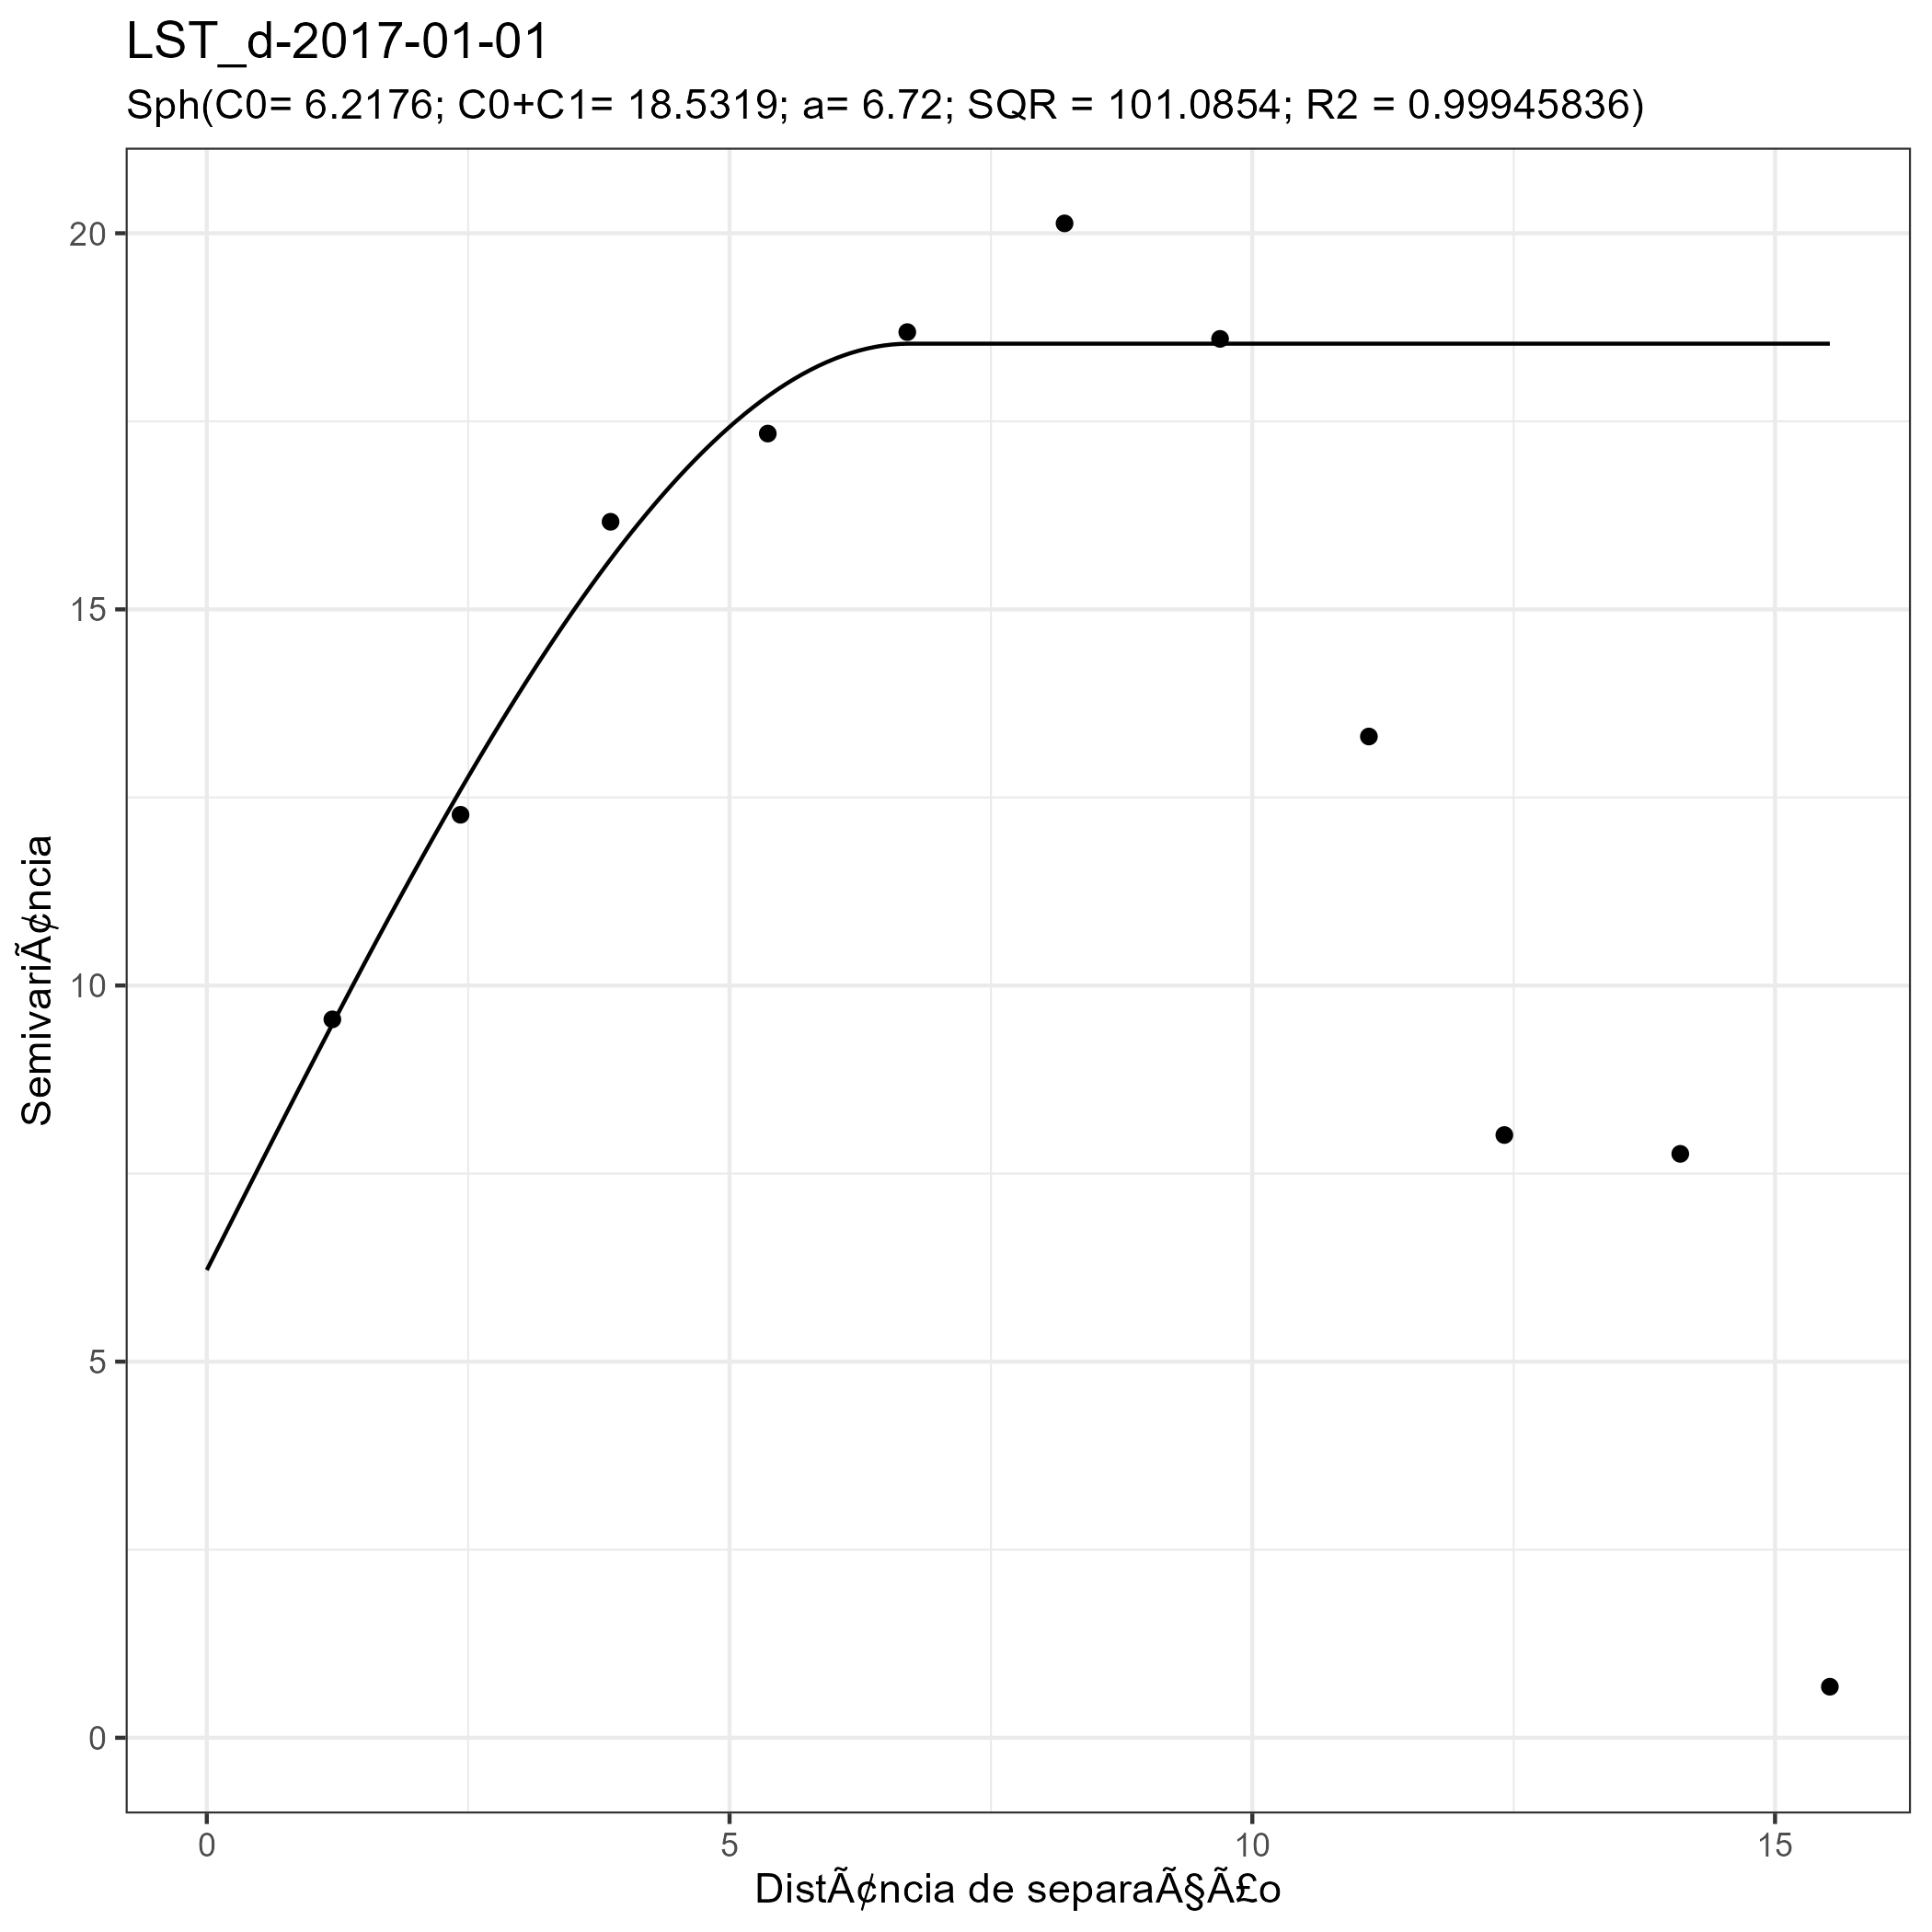 LST_d-2017-01-01
Sph(C0= 6.2176; C0+C1= 18.5319; a= 6.72; SQR = 101.0854; R2 = 0.99945836)
20
15
10
5
0
SemivariÃ¢ncia
0 5 10 15
DistÃ¢ncia de separaÃ§Ã£o